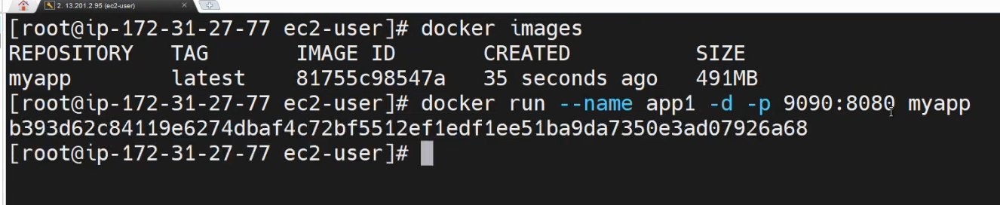 2. 13.201.2.95 (ec2-user)
[root@ip-172-31-27-77 ec2-user]# docker images
REPOSITORY TAG IMAGE ID CREATED SIZE
myapp latest 81755c98547a 35 seconds ago 491MB
[root@ip-172-31-27-77 ec2-user]# docker run --name app1 -d -p 9090:8080 myapp
b393d62c84119e6274dbaf4c72bf5512ef1edf1ee51ba9da7350e3ad07926a68
[root@ip-172-31-27-77 ec2-user]#